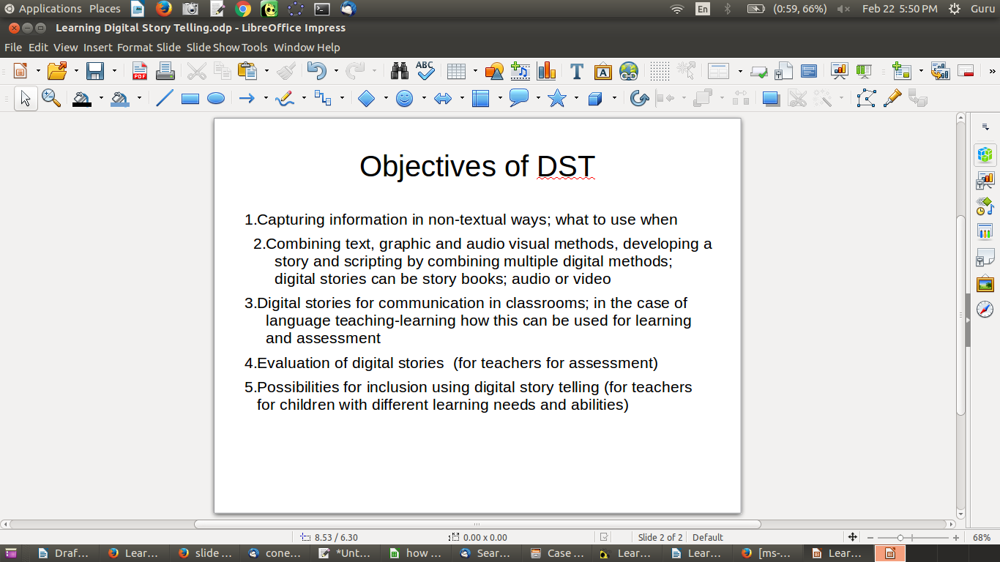 Applications Places En (0:59, 66%) Feb 22 5:50 PM Guru
Learning Digital Story Telling.odp - LibreOffice Impress
File Edit View Insert Format Slide Slide Show Tools Window Help
PDF ABC T A
Objectives of DST
1.Capturing information in non-textual ways; what to use when
2.Combining text, graphic and audio visual methods, developing a
story and scripting by combining multiple digital methods;
digital stories can be story books; audio or video
3.Digital stories for communication in classrooms; in the case of
language teaching-learning how this can be used for learning
and assessment
4.Evaluation of digital stories  (for teachers for assessment)
5.Possibilities for inclusion using digital story telling (for teachers
for children with different learning needs and abilities)
8.53 / 6.30 0.00 x 0.00 Slide 2 of 2 Default 68%
Draf... Lear... slide ... cone... *Unt... how ... Sear... Case ... Lear... Lear... [ms-... Lear...